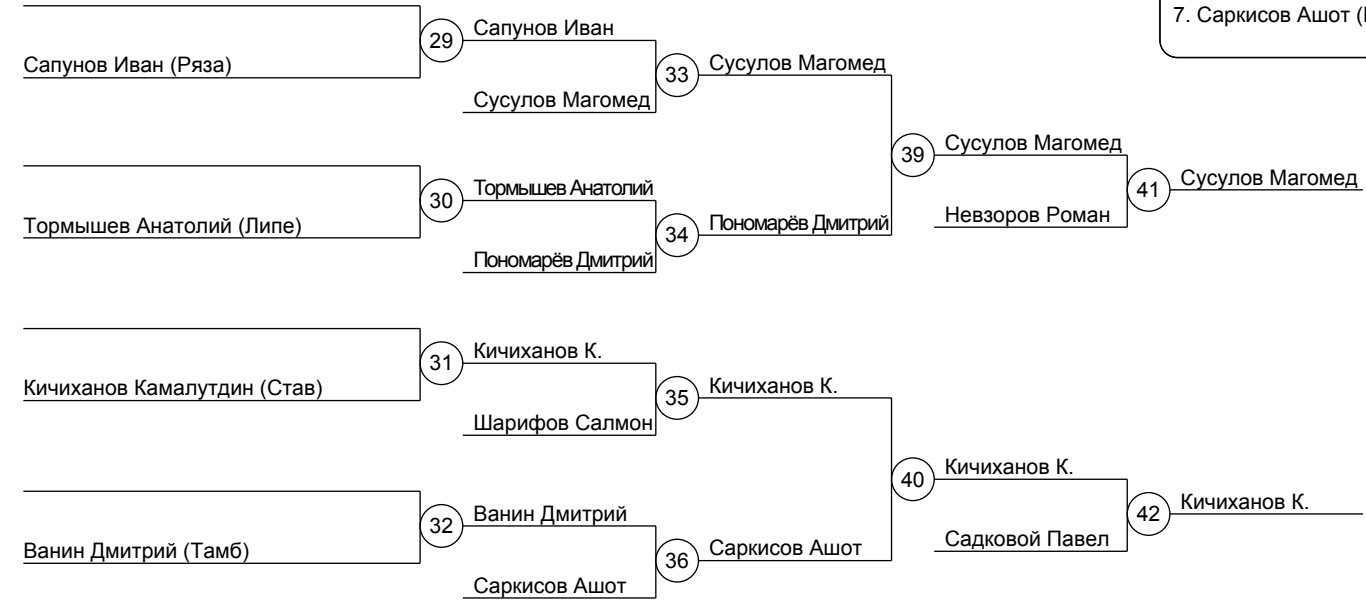 7. Саркисов Ашот (
29
Сапунов Иван
Сапунов Иван (Ряза)
33
Сусулов Магомед
Сусулов Магомед
39
Сусулов Магомед
30
Тормышев Анатолий
41
Сусулов Магомед
Тормышев Анатолий (Липе)
34
Пономарёв Дмитрий
Невзоров Роман
Пономарёв Дмитрий
31
Кичиханов К.
Кичиханов Камалутдин (Став)
35
Кичиханов К.
Шарифов Салмон
40
Кичиханов К.
32
Ванин Дмитрий
42
Кичиханов К.
Ванин Дмитрий (Тамб)
36
Саркисов Ашот
Садковой Павел
Саркисов Ашот